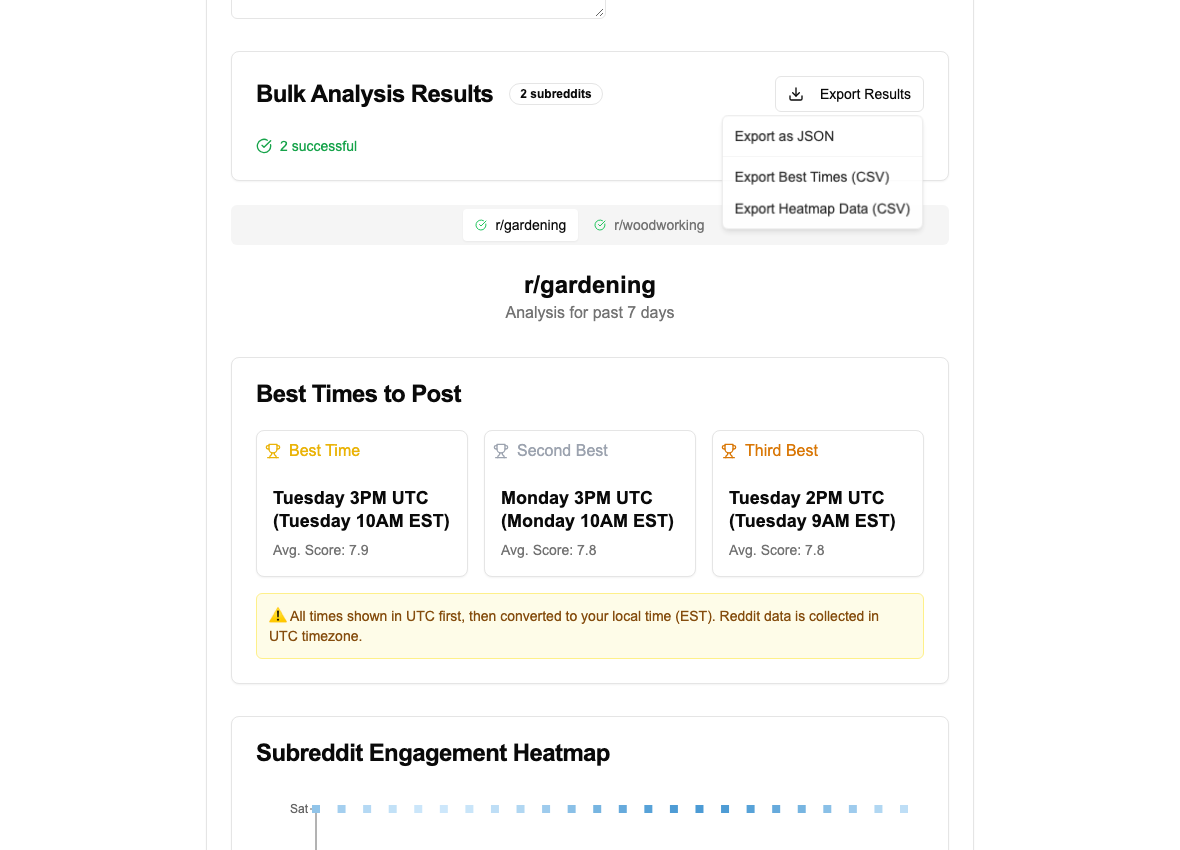 Bulk Analysis Results
2 subreddits
Export Results
Export as JSON
2 successful
Export Best Times (CSV)
Export Heatmap Data (CSV)
r/gardening
r/woodworking
r/gardening
Analysis for past 7 days
Best Times to Post
Best Time
Tuesday 3PM UTC
(Tuesday 10AM EST)
Avg. Score: 7.9
Second Best
Monday 3PM UTC
(Monday 10AM EST)
Avg. Score: 7.8
Third Best
Tuesday 2PM UTC
(Tuesday 9AM EST)
Avg. Score: 7.8
⚠️ All times shown in UTC first, then converted to your local time (EST). Reddit data is collected in
UTC timezone.
Subreddit Engagement Heatmap
Sat